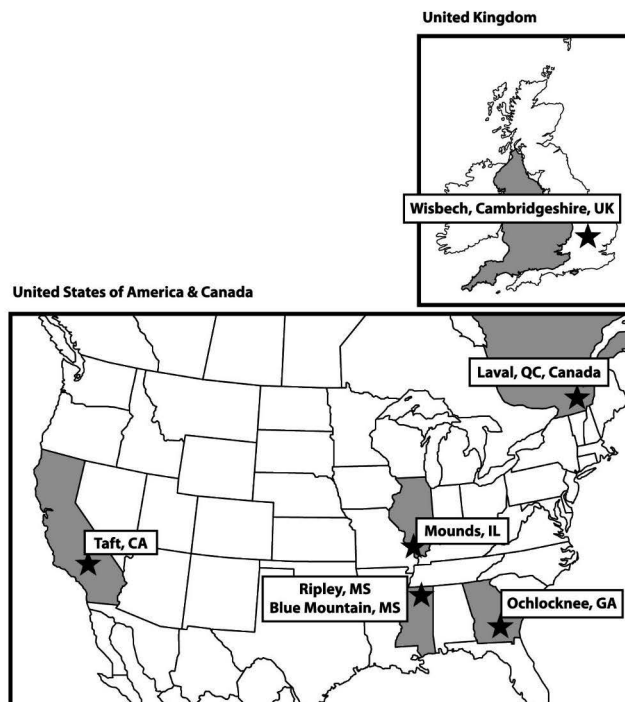 United Kingdom
Wisbech, Cambridgeshire, UK
United States of America & Canada
Laval, QC, Canada
Taft, CA
Mounds, IL
Ripley, MS
Blue Mountain, MS
Ochlocknee, GA